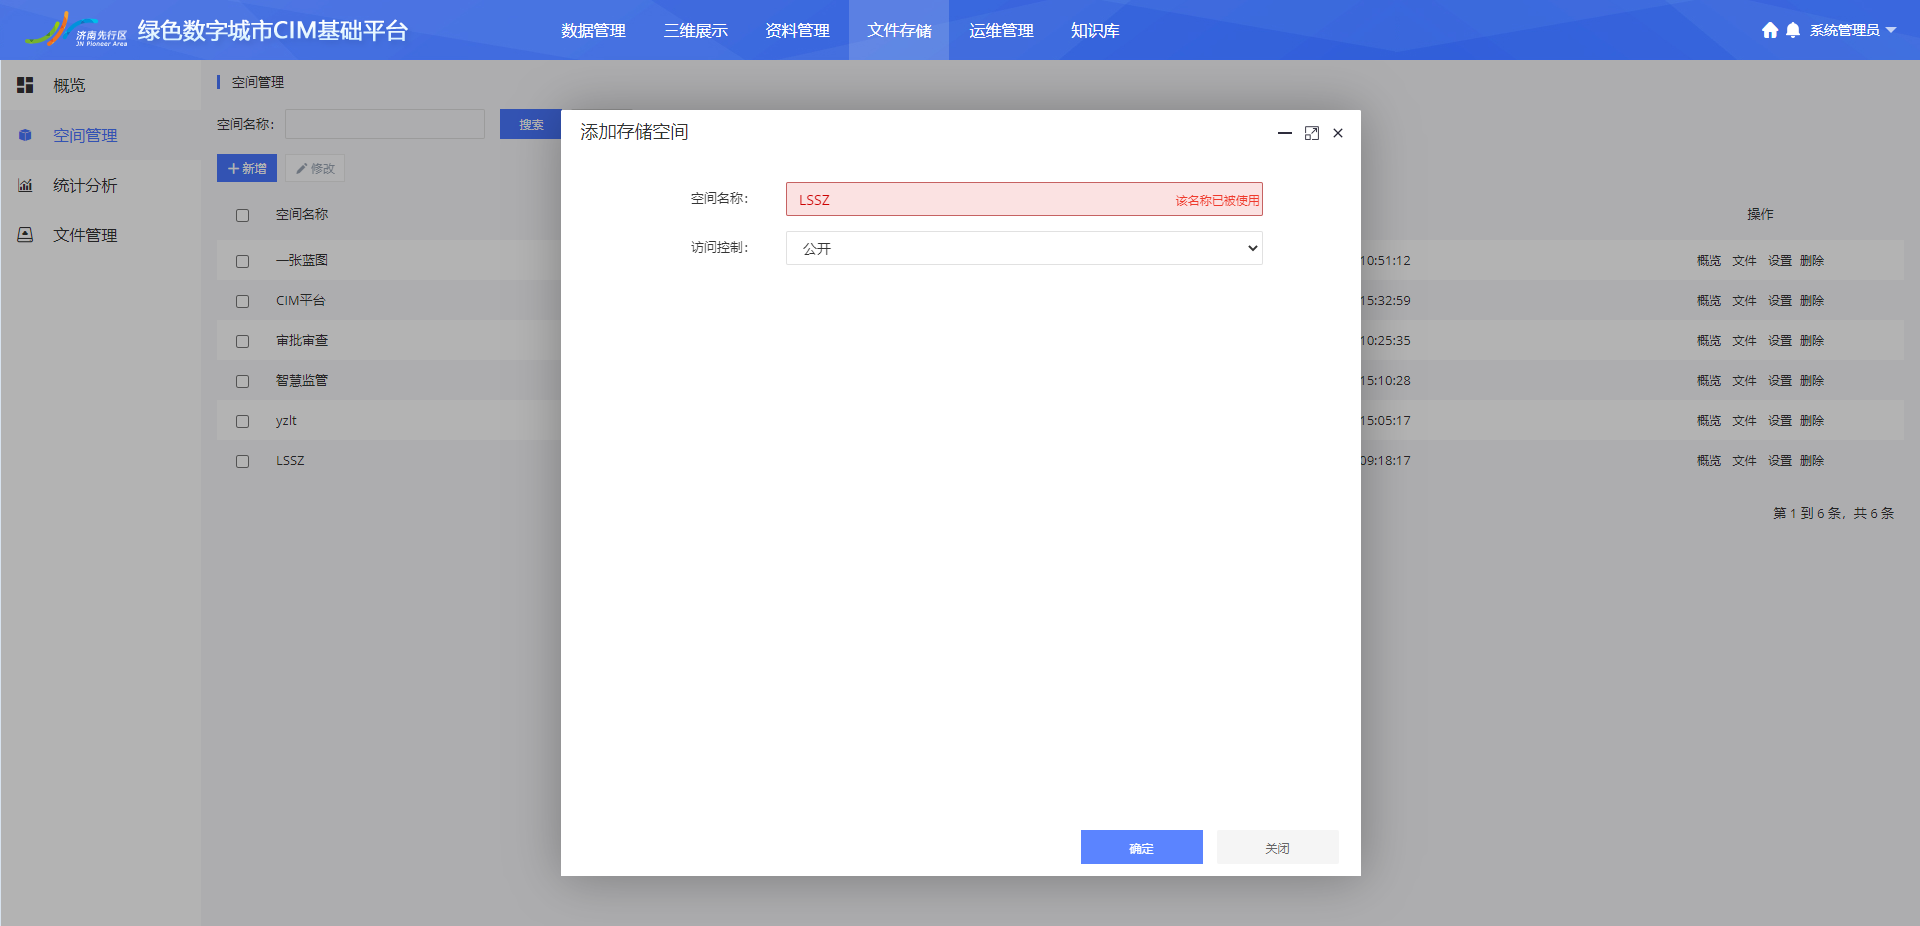 济南先行区
JN Pioneer Area
绿色数字城市CIM基础平台
数据管理 三维展示 资料管理 文件存储 运维管理 知识库
系统管理员
概览
空间管理
统计分析
文件管理
空间管理
空间名称：
搜索
新增
修改
空间名称
操作
一张蓝图
10:51:12
概览 文件 设置 删除
CIM平台
15:32:59
概览 文件 设置 删除
审批审查
10:25:35
概览 文件 设置 删除
智慧监管
15:10:28
概览 文件 设置 删除
yzlt
15:05:17
概览 文件 设置 删除
LSSZ
09:18:17
概览 文件 设置 删除
第 1 到 6 条，共 6 条
添加存储空间
空间名称：
LSSZ
该名称已被使用
访问控制：
公开
确定
关闭